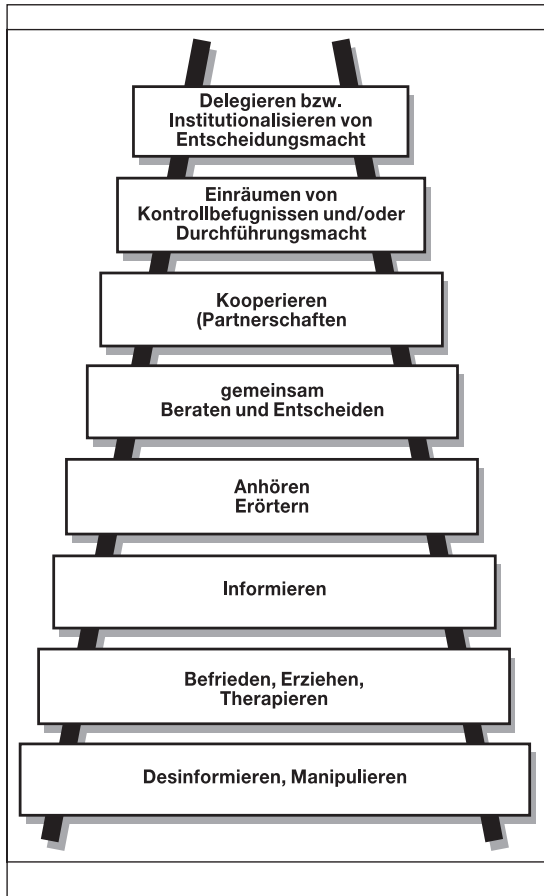 Delegieren bzw.
Institutionalisieren von
Entscheidungsmacht
Einräumen von
Kontrollbefugnissen und/oder
Durchführungsmacht
Kooperieren
(Partnerschaften
gemeinsam
Beraten und Entscheiden
Anhören
Erörtern
Informieren
Befrieden, Erziehen,
Therapieren
Desinformieren, Manipulieren